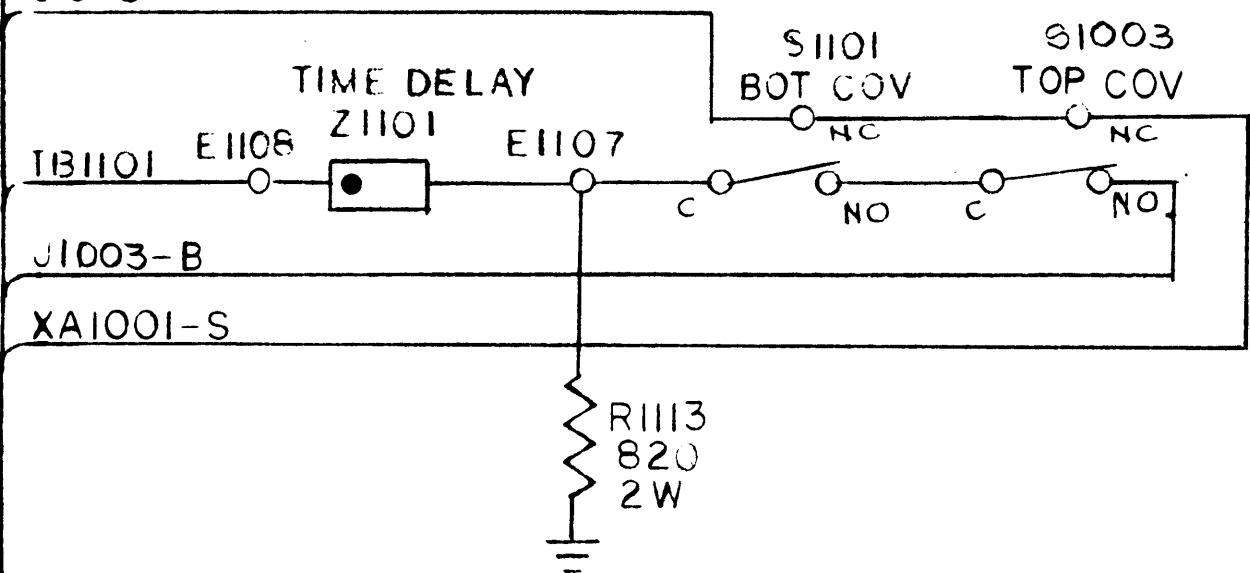 S1101
BOT COV
S1003
TOP COV
TIME DELAY
Z1101
NC
NC
TB1101
E1108
E1107
C
NO
C
NO
J1003-B
XA1001-S
R1113
820
2W